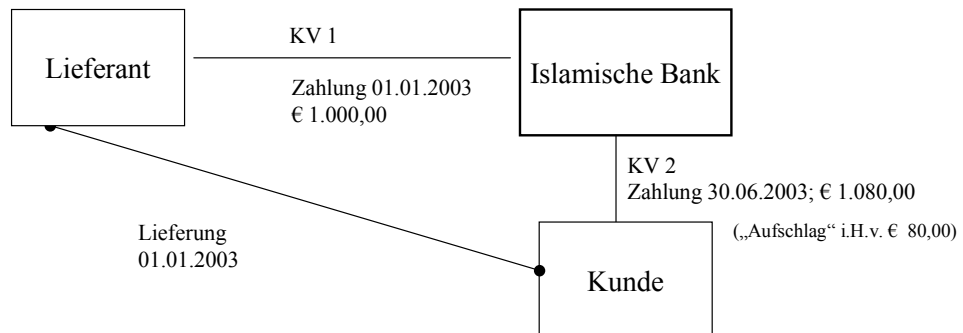 Lieferant
KV 1
Zahlung 01.01.2003
€ 1.000,00
Islamische Bank
KV 2
Zahlung 30.06.2003; € 1.080,00
(„Aufschlag“ i.H.v. € 80,00)
Lieferung
01.01.2003
Kunde